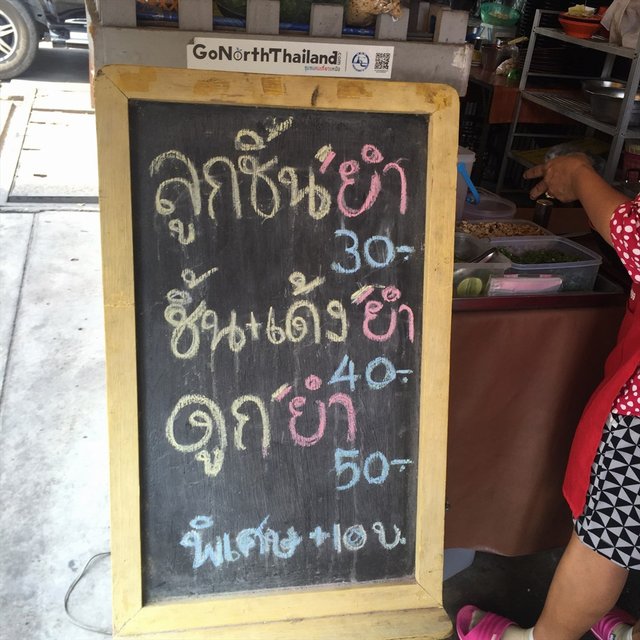 GoNorthThailand
ลูกชิ้น"ยำ"
30.-
ชิ้น+เด้ง"ยำ"
40.-
ดูก"ยำ"
50.-
พิเศษ+10 บ.